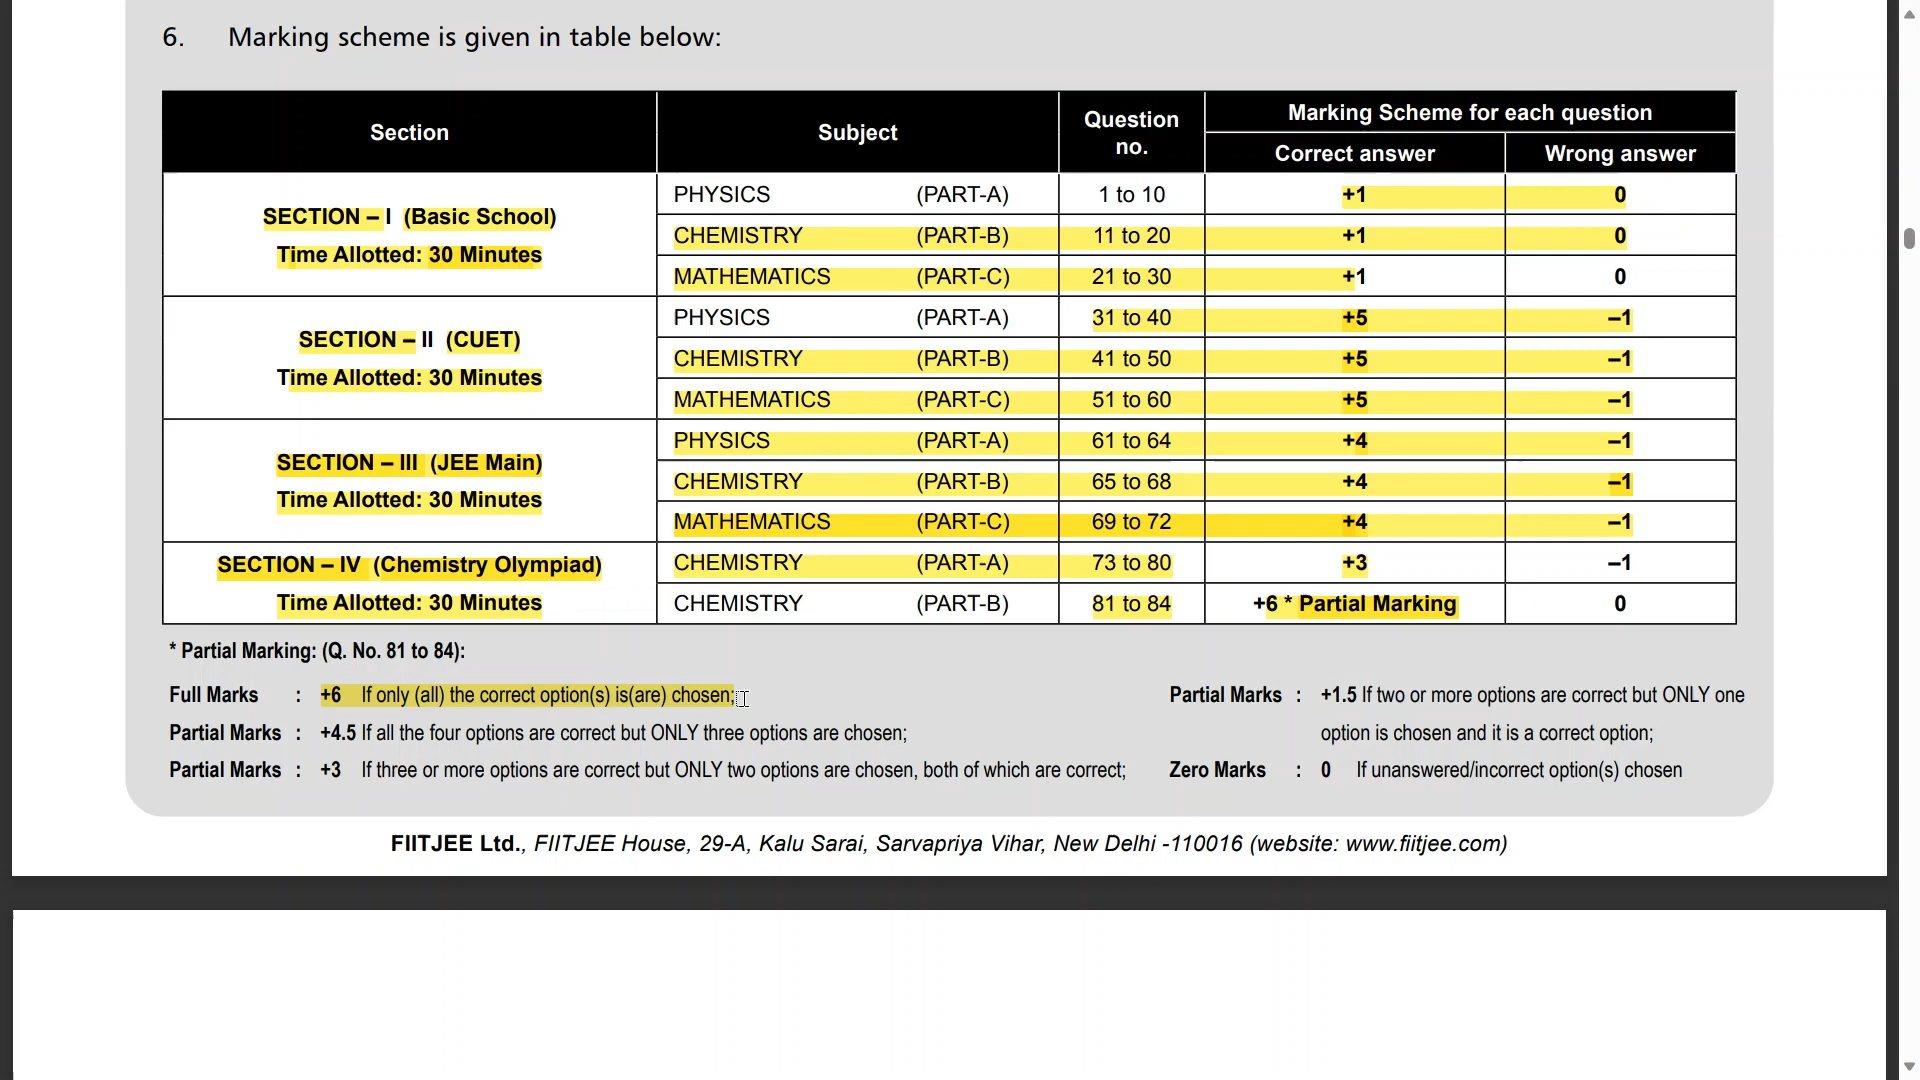 6. Marking scheme is given in table below:
Section Subject Question no. Marking Scheme for each question
Correct answer Wrong answer
SECTION – I (Basic School)
Time Allotted: 30 Minutes
PHYSICS (PART-A) 1 to 10 +1 0
CHEMISTRY (PART-B) 11 to 20 +1 0
MATHEMATICS (PART-C) 21 to 30 +1 0
SECTION – II (CUET)
Time Allotted: 30 Minutes
PHYSICS (PART-A) 31 to 40 +5 –1
CHEMISTRY (PART-B) 41 to 50 +5 –1
MATHEMATICS (PART-C) 51 to 60 +5 –1
SECTION – III (JEE Main)
Time Allotted: 30 Minutes
PHYSICS (PART-A) 61 to 64 +4 –1
CHEMISTRY (PART-B) 65 to 68 +4 –1
MATHEMATICS (PART-C) 69 to 72 +4 –1
SECTION – IV (Chemistry Olympiad)
Time Allotted: 30 Minutes
CHEMISTRY (PART-A) 73 to 80 +3 –1
CHEMISTRY (PART-B) 81 to 84 +6 * Partial Marking 0
* Partial Marking: (Q. No. 81 to 84):
Full Marks : +6 If only (all) the correct option(s) is(are) chosen;
Partial Marks : +4.5 If all the four options are correct but ONLY three options are chosen;
Partial Marks : +3 If three or more options are correct but ONLY two options are chosen, both of which are correct;
Partial Marks : +1.5 If two or more options are correct but ONLY one
option is chosen and it is a correct option;
Zero Marks : 0 If unanswered/incorrect option(s) chosen
FIITJEE Ltd., FIITJEE House, 29-A, Kalu Sarai, Sarvapriya Vihar, New Delhi -110016 (website: www.fiitjee.com)